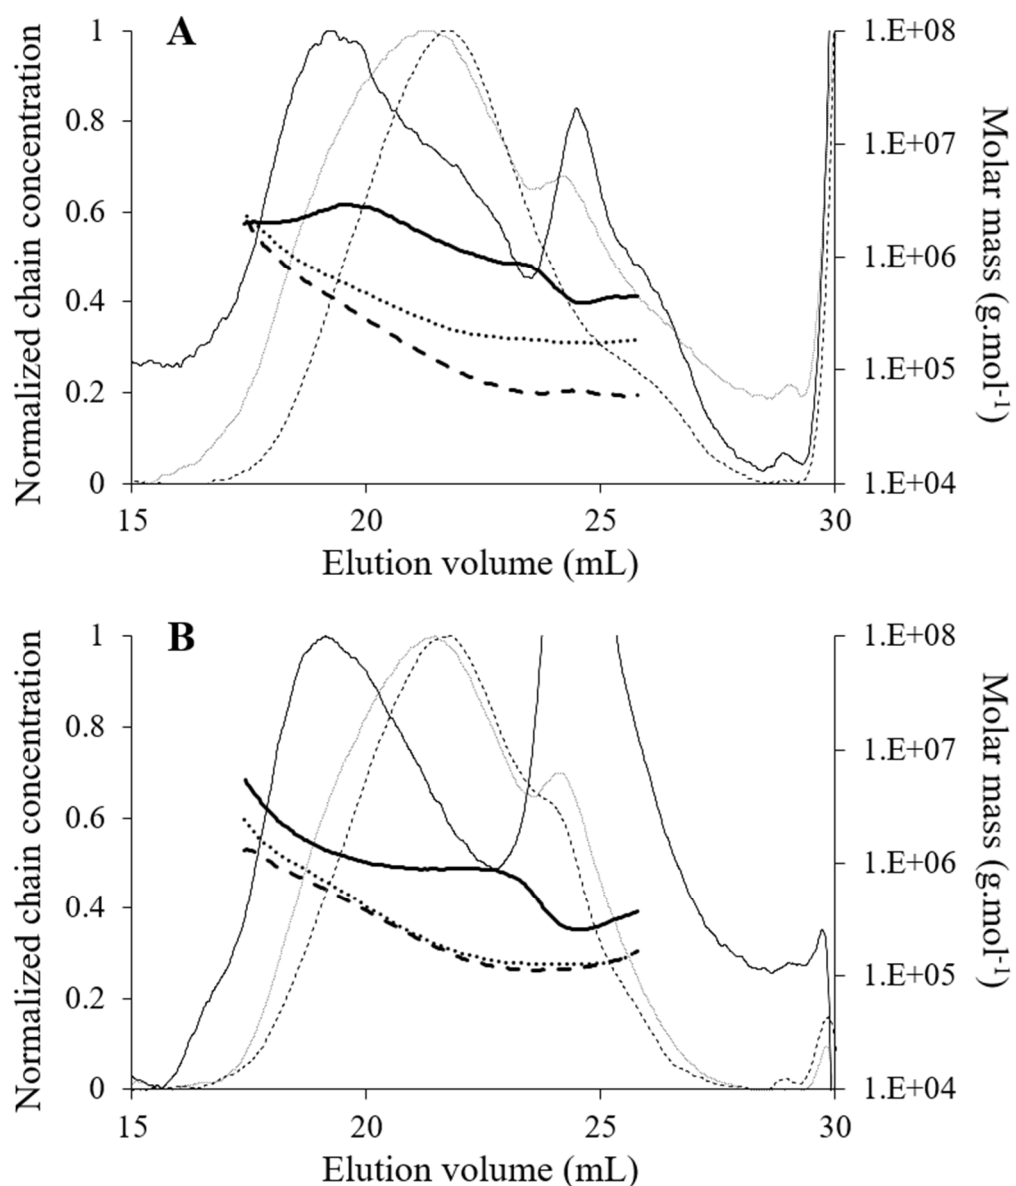 A
Normalized chain concentration
1
0.8
0.6
0.4
0.2
0
1.E+08
1.E+07
1.E+06
1.E+05
1.E+04
Molar mass (g.mol⁻¹)
15 20 25 30
Elution volume (mL)
B
Normalized chain concentration
1
0.8
0.6
0.4
0.2
0
1.E+08
1.E+07
1.E+06
1.E+05
1.E+04
Molar mass (g.mol⁻¹)
15 20 25 30
Elution volume (mL)